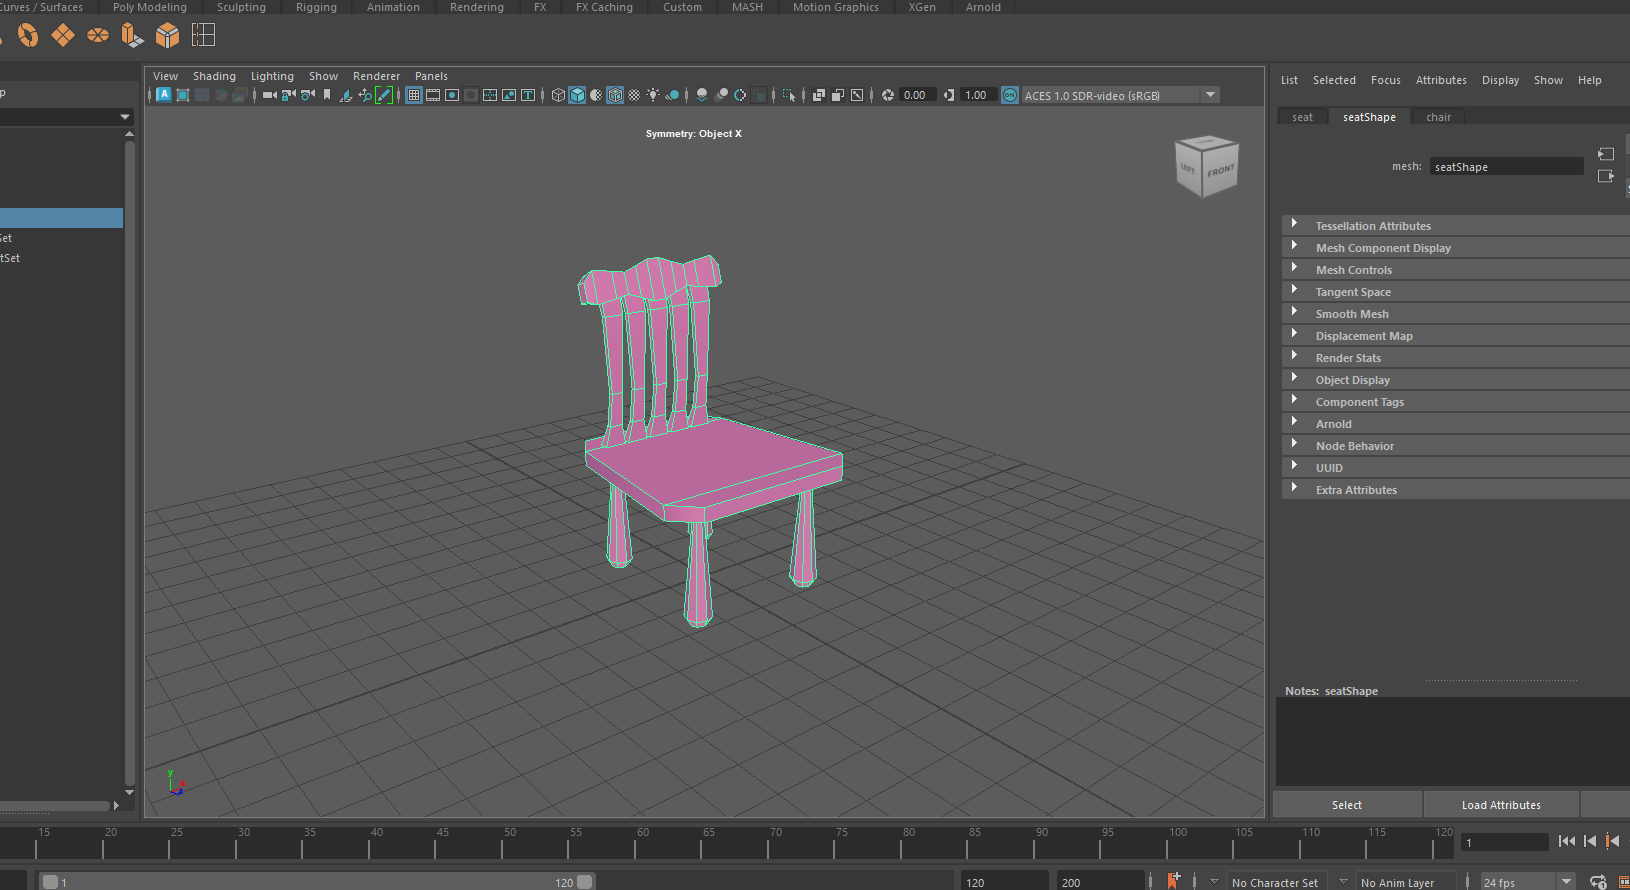 Curves / Surfaces Poly Modeling Sculpting Rigging Animation Rendering FX FX Caching Custom MASH Motion Graphics XGen Arnold
View Shading Lighting Show Renderer Panels
0.00 1.00 ON ACES 1.0 SDR-video (sRGB)
Symmetry: Object X
LEFT FRONT
p
Set
tSet
List Selected Focus Attributes Display Show Help
seat seatShape chair
mesh: seatShape
Tessellation Attributes
Mesh Component Display
Mesh Controls
Tangent Space
Smooth Mesh
Displacement Map
Render Stats
Object Display
Component Tags
Arnold
Node Behavior
UUID
Extra Attributes
Notes: seatShape
Select Load Attributes
y
x
z
15 20 25 30 35 40 45 50 55 60 65 70 75 80 85 90 95 100 105 110 115 120
1
1 120 120 200 No Character Set No Anim Layer 24 fps